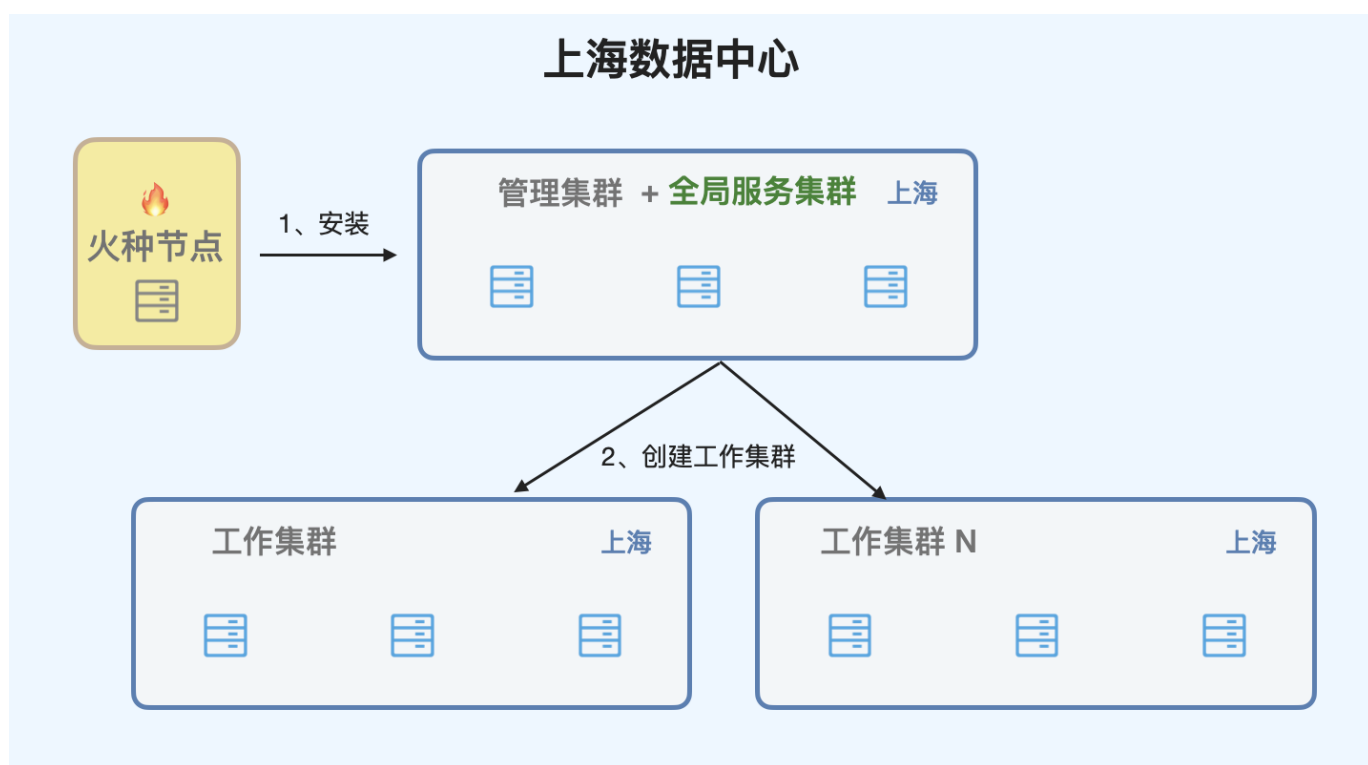 上海数据中心
火种节点
1、安装
管理集群 + 全局服务集群 上海
2、创建工作集群
工作集群 上海
工作集群 N 上海